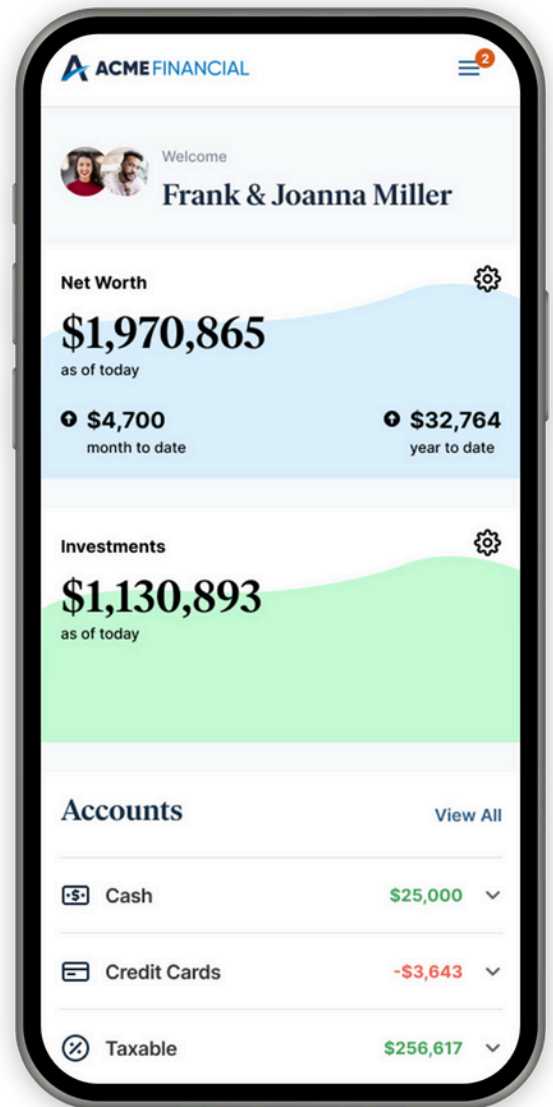 ACME FINANCIAL
2
Welcome
Frank & Joanna Miller
Net Worth
$1,970,865
as of today
$4,700 $32,764
month to date year to date
Investments
$1,130,893
as of today
Accounts View All
Cash $25,000
Credit Cards -$3,643
Taxable $256,617